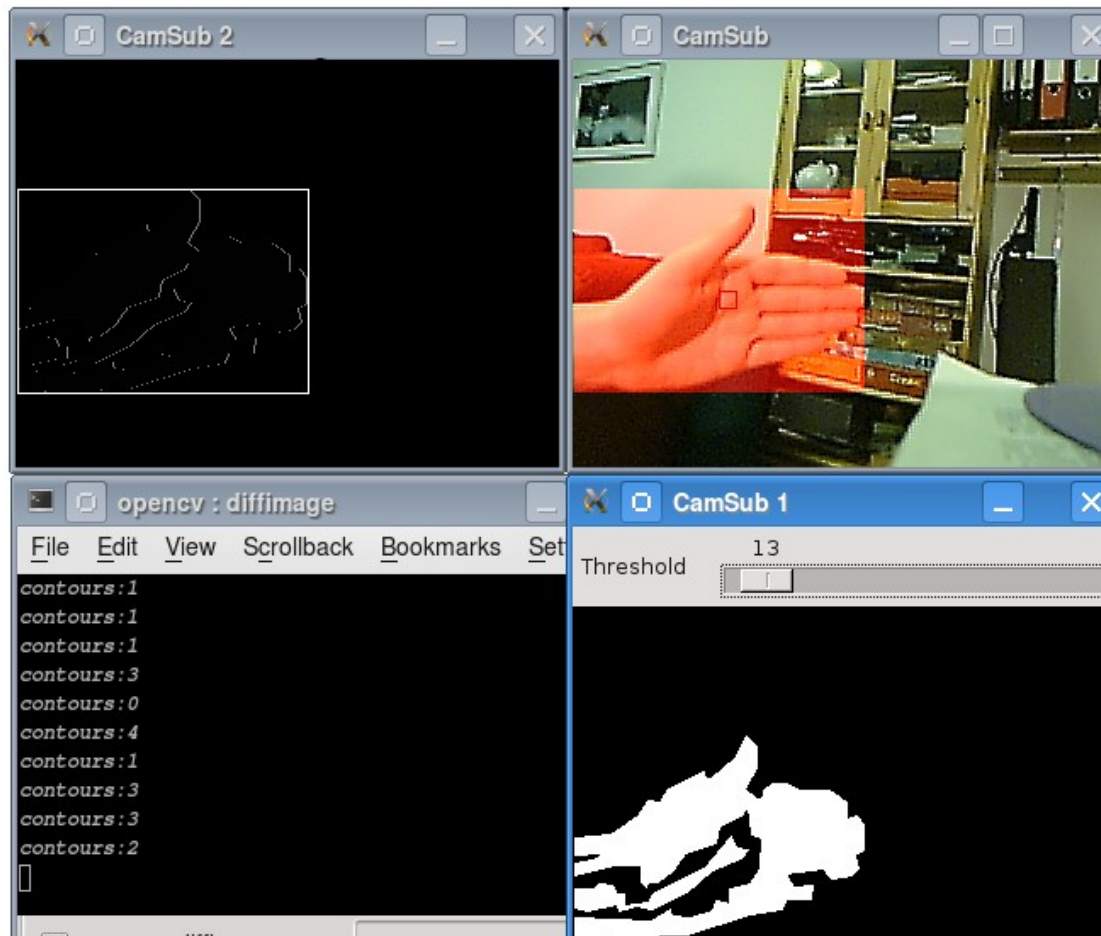 CamSub 2
CamSub
opencv : diffimage
File Edit View Scrollback Bookmarks
contours:1
contours:1
contours:1
contours:3
contours:0
contours:4
contours:1
contours:3
contours:3
contours:2
CamSub 1
Threshold 13